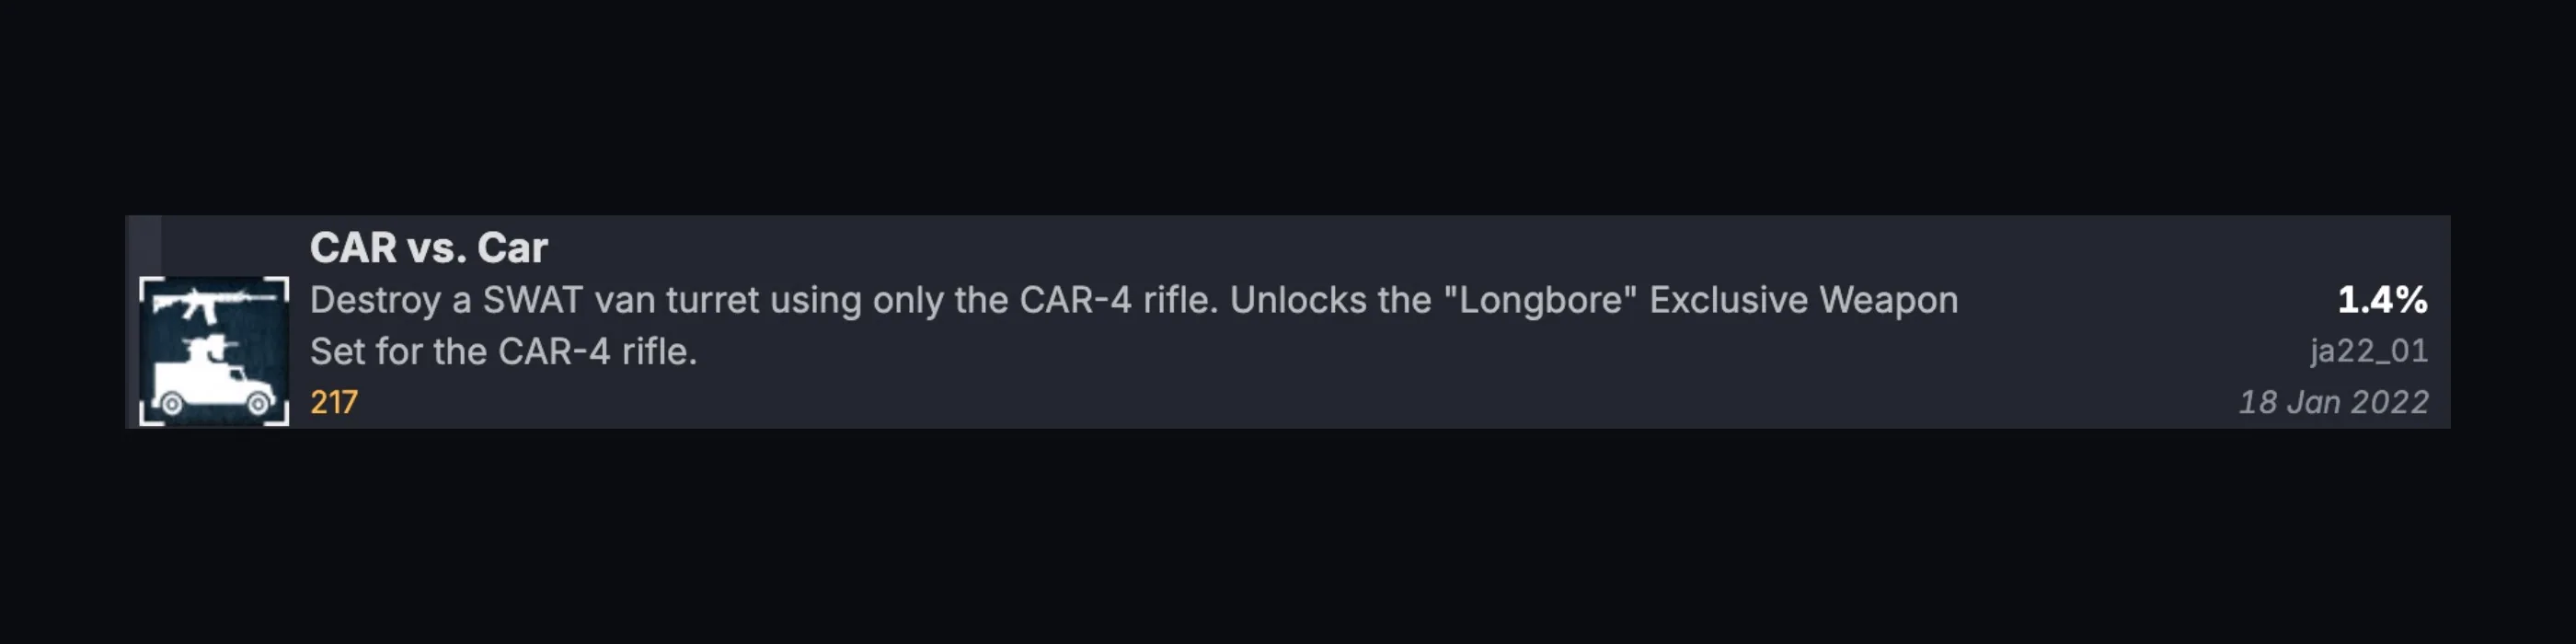 CAR vs. Car
Destroy a SWAT van turret using only the CAR-4 rifle. Unlocks the "Longbore" Exclusive Weapon
Set for the CAR-4 rifle.
217
1.4%
ja22_01
18 Jan 2022